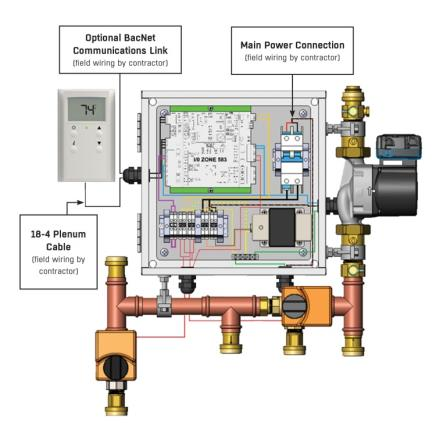 Optional BacNet
Communications Link
(field wiring by contractor)
Main Power Connection
(field wiring by contractor)
74°
I/O ZONE 583
18-4 Plenum
Cable
(field wiring by
contractor)